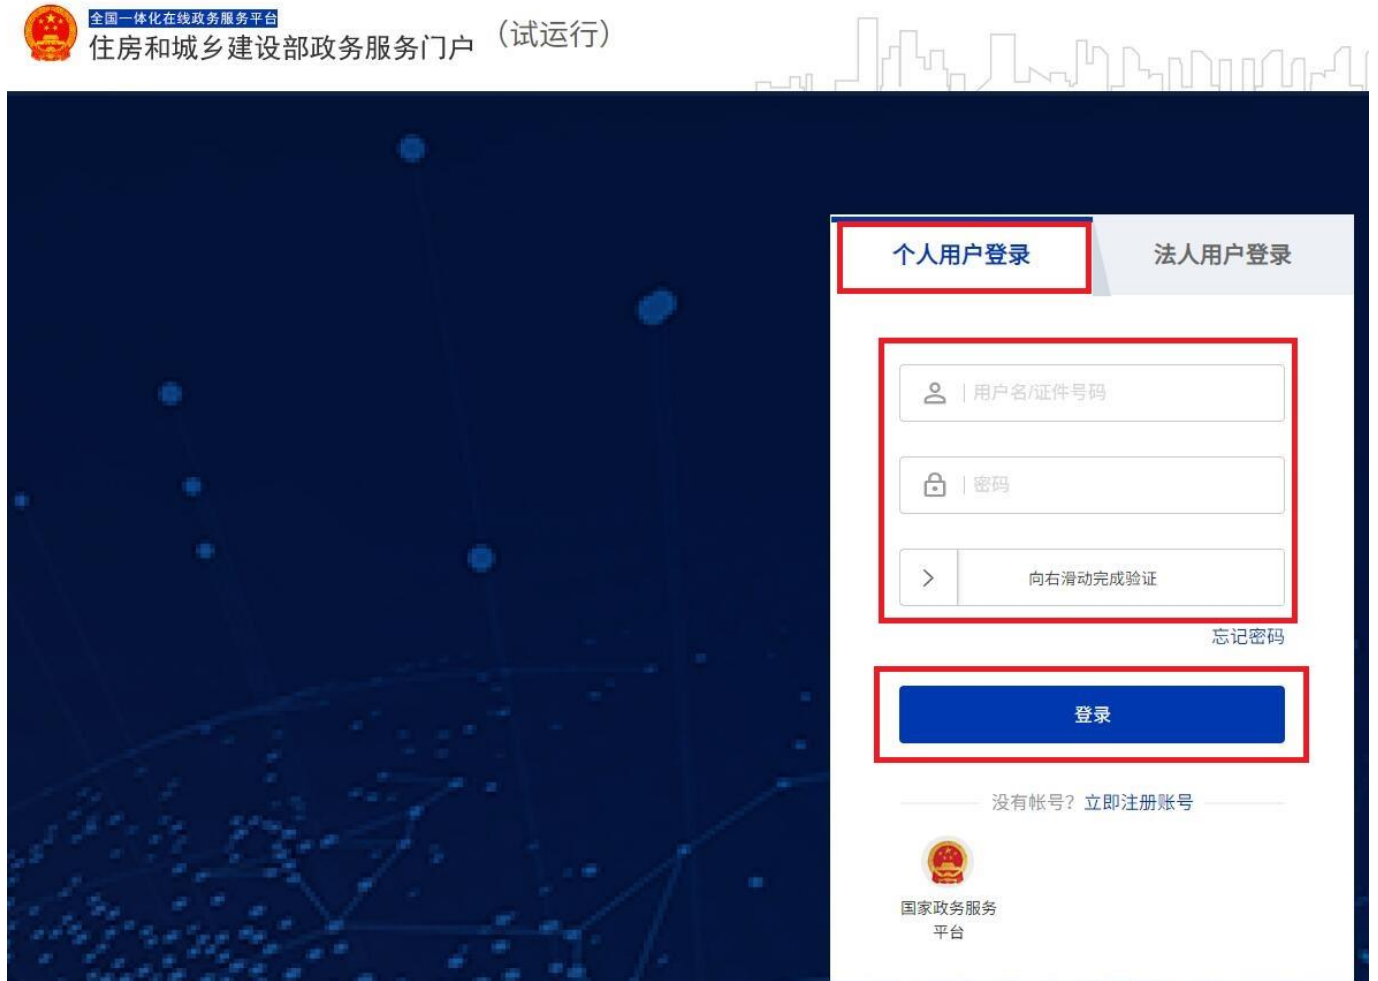 全国一体化在线政务服务平台
住房和城乡建设部政务服务门户 （试运行）
个人用户登录 法人用户登录
用户名/证件号码
密码
向右滑动完成验证
忘记密码
登录
没有帐号？立即注册账号
国家政务服务
平台